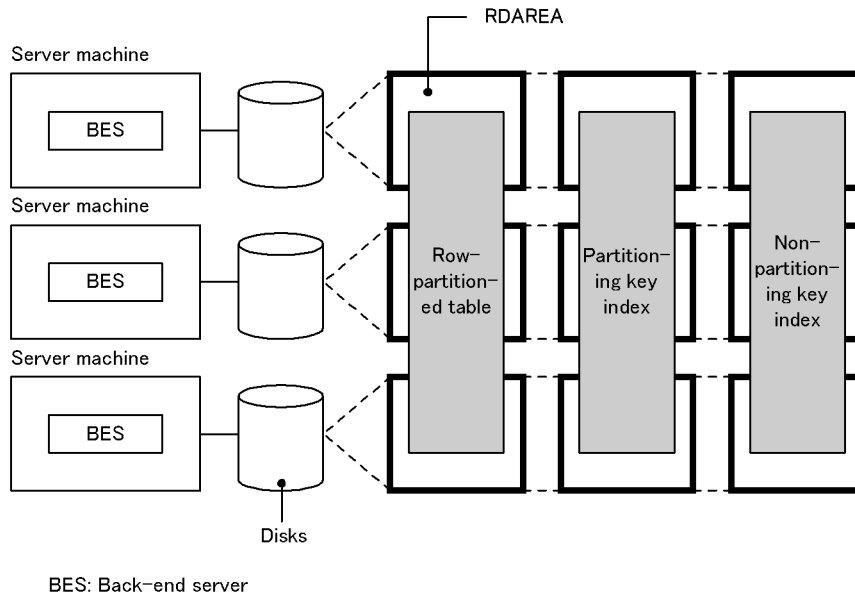 RDAREA
Server machine
BES
Server machine
BES
Row-
partition-
ed table
Partition-
ing key
index
Non-
partition-
ing key
index
Server machine
BES
Disks
BES: Back-end server